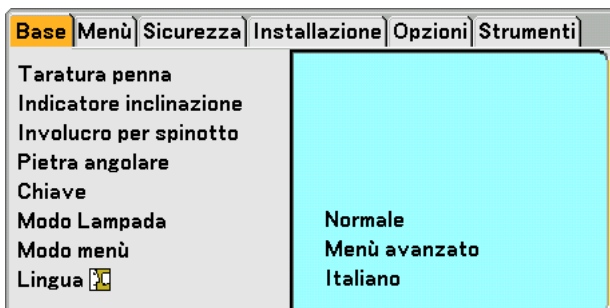 Base Menù Sicurezza Installazione Opzioni Strumenti
Taratura penna
Indicatore inclinazione
Involucro per spinotto
Pietra angolare
Chiave
Modo Lampada Normale
Modo menù Menù avanzato
Lingua Italiano